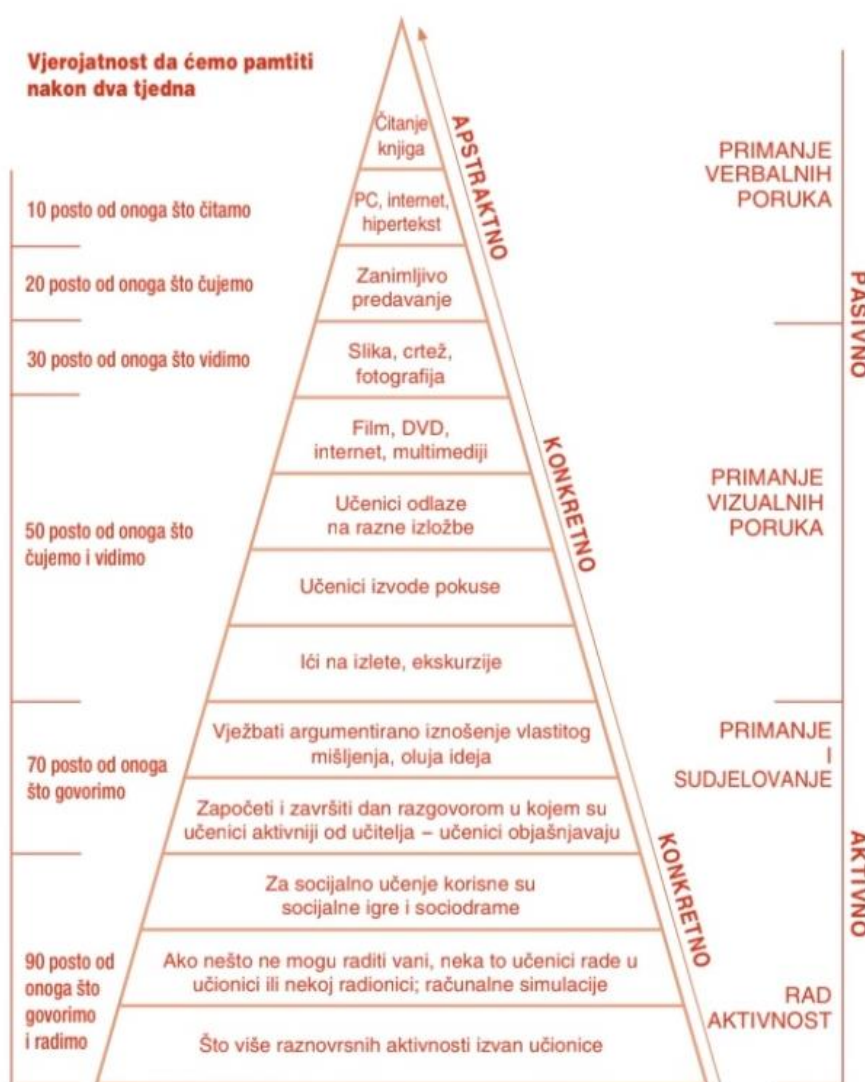 Vjerojatnost da ćemo pamtiti
nakon dva tjedna
10 posto od onoga što čitamo
20 posto od onoga što čujemo
30 posto od onoga što vidimo
50 posto od onoga što
čujemo i vidimo
70 posto od onoga
što govorimo
90 posto od
onoga što
govorimo
i radimo
Čitanje
knjiga
PC, internet,
hipertekst
Zanimljivo
predavanje
Slika, crtež,
fotografija
Film, DVD,
internet, multimediji
Učenici odlaze
na razne izložbe
Učenici izvode pokuse
Ići na izlete, ekskurzije
Vježbati argumentirano iznošenje vlastitog
mišljenja, oluja ideja
Započeti i završiti dan razgovorom u kojem su
učenici aktivniji od učitelja – učenici objašnjavaju
Za socijalno učenje korisne su
socijalne igre i sociodrame
Ako nešto ne mogu raditi vani, neka to učenici rade u
učionici ili nekoj radionici; računalne simulacije
Što više raznovrsnih aktivnosti izvan učionice
APSTRAKTNO
KONKRETNO
KONKRETNO
PRIMANJE
VERBALNIH
PORUKA
PRIMANJE
VIZUALNIH
PORUKA
PRIMANJE
I
SUDJELOVANJE
RAD
AKTIVNOST
PASIVNO
AKTIVNO